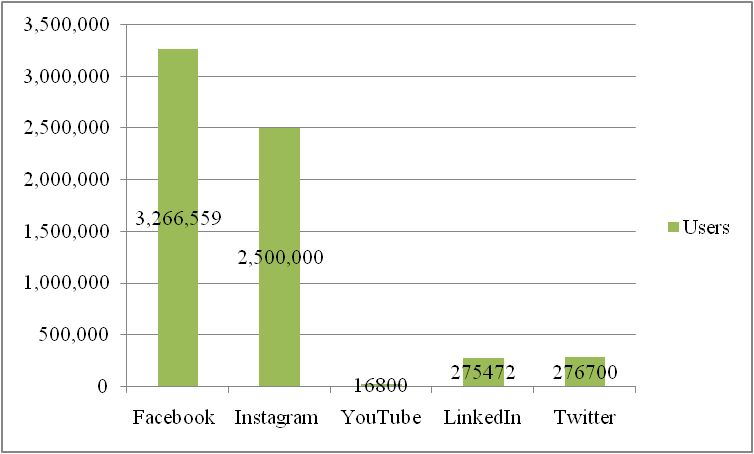 3,500,000
3,000,000
2,500,000
2,000,000
1,500,000
1,000,000
500,000
0
3,266,559
2,500,000
16800
275472
276700
Facebook
Instagram
YouTube
LinkedIn
Twitter
Users